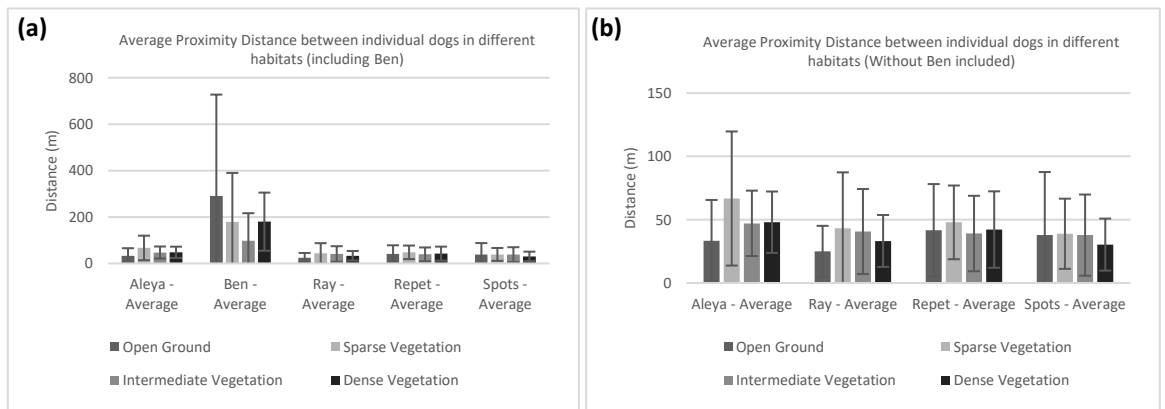 (a)
Average Proximity Distance between individual dogs in different
habitats (including Ben)
800
600
400
200
0
Distance (m)
Aleya -
Average
Ben -
Average
Ray -
Average
Repet -
Average
Spots -
Average
Open Ground
Sparse Vegetation
Intermediate Vegetation
Dense Vegetation
(b)
Average Proximity Distance between individual dogs in different
habitats (Without Ben included)
150
100
50
0
Distance (m)
Aleya - Average
Ray - Average
Repet - Average
Spots - Average
Open Ground
Sparse Vegetation
Intermediate Vegetation
Dense Vegetation